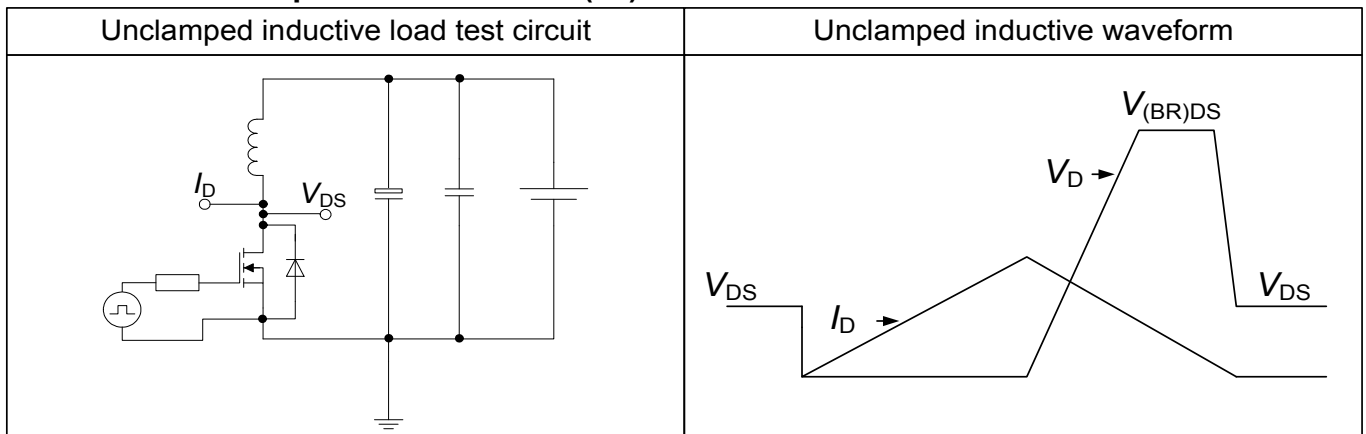 Unclamped inductive load test circuit
Unclamped inductive waveform
V(BR)DS
VD
ID
VDS
VDS
ID
VDS